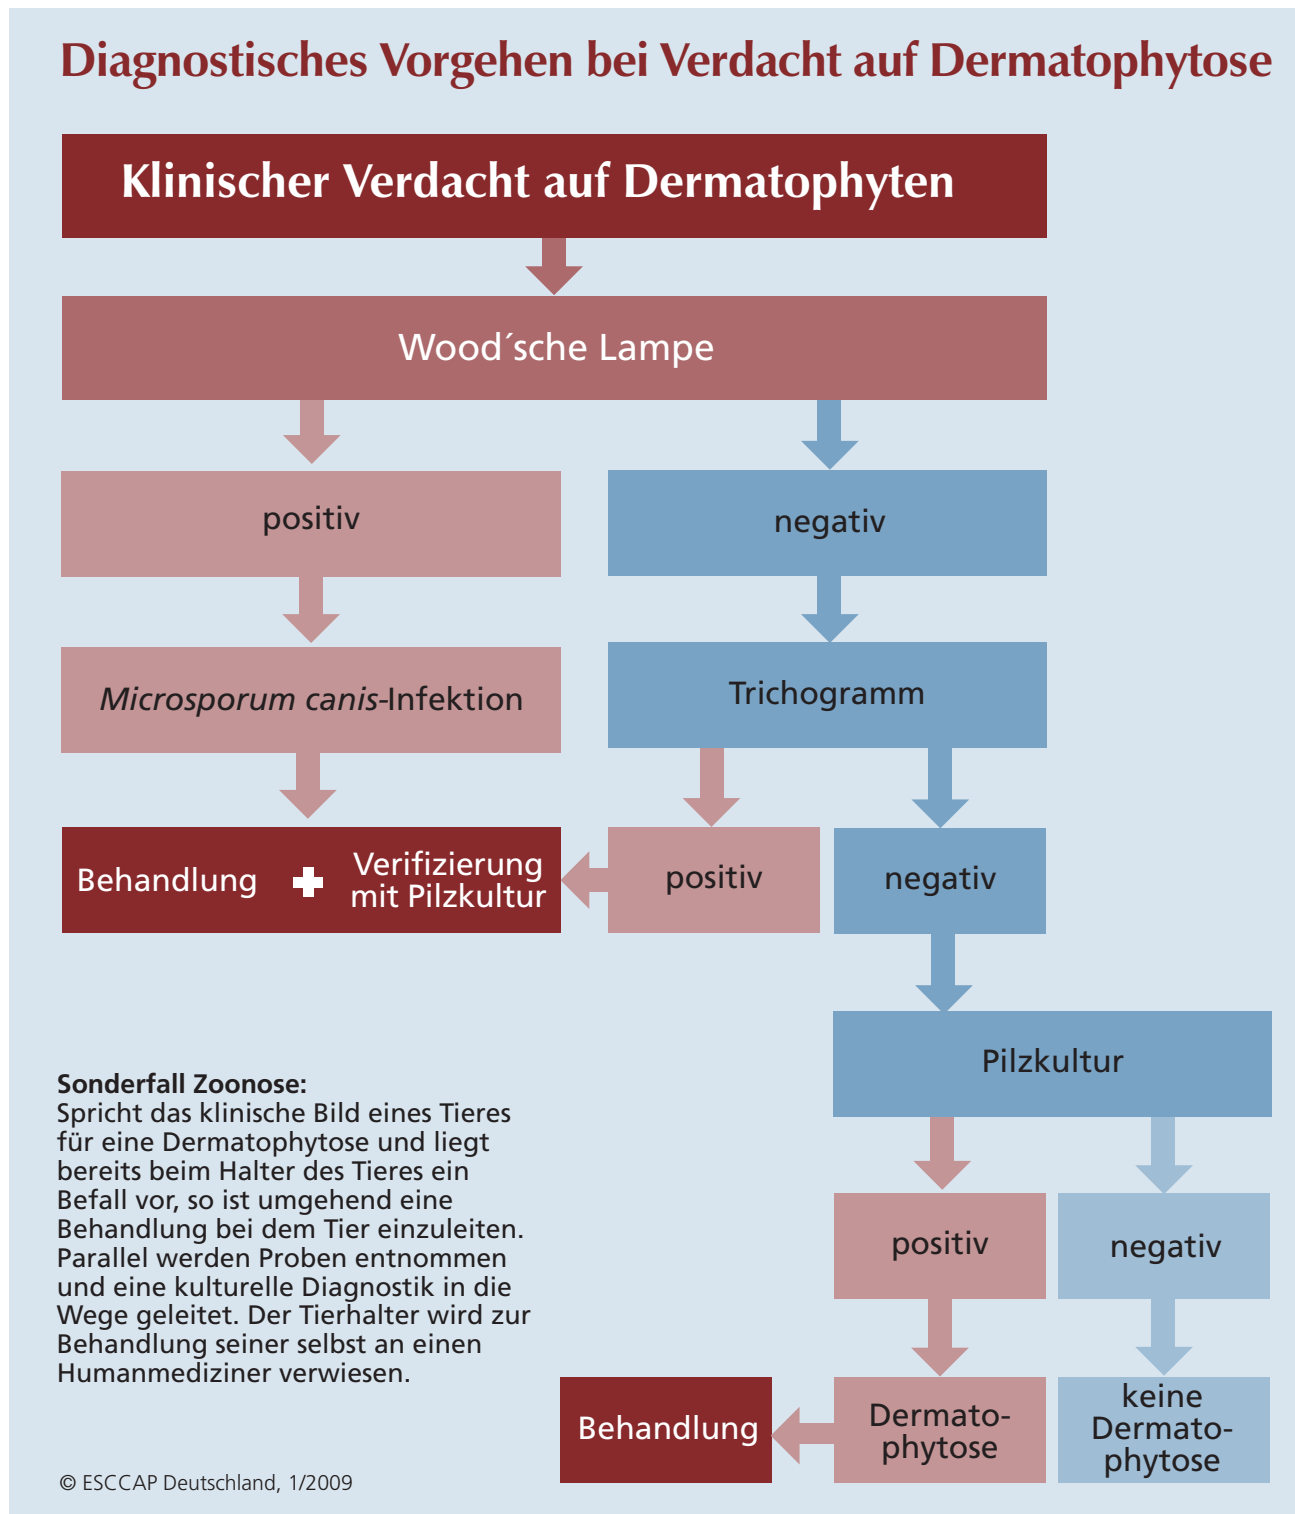 Diagnostisches Vorgehen bei Verdacht auf Dermatophytose
Klinischer Verdacht auf Dermatophyten
Wood´sche Lampe
positiv
negativ
Microsporum canis-Infektion
Trichogramm
Behandlung + Verifizierung
mit Pilzkultur
positiv
negativ
Pilzkultur
Sonderfall Zoonose:
Spricht das klinische Bild eines Tieres
für eine Dermatophytose und liegt
bereits beim Halter des Tieres ein
Befall vor, so ist umgehend eine
Behandlung bei dem Tier einzuleiten.
Parallel werden Proben entnommen
und eine kulturelle Diagnostik in die
Wege geleitet. Der Tierhalter wird zur
Behandlung seiner selbst an einen
Humanmediziner verwiesen.
positiv
negativ
Behandlung
Dermato-
phytose
keine
Dermato-
phytose
© ESCCAP Deutschland, 1/2009